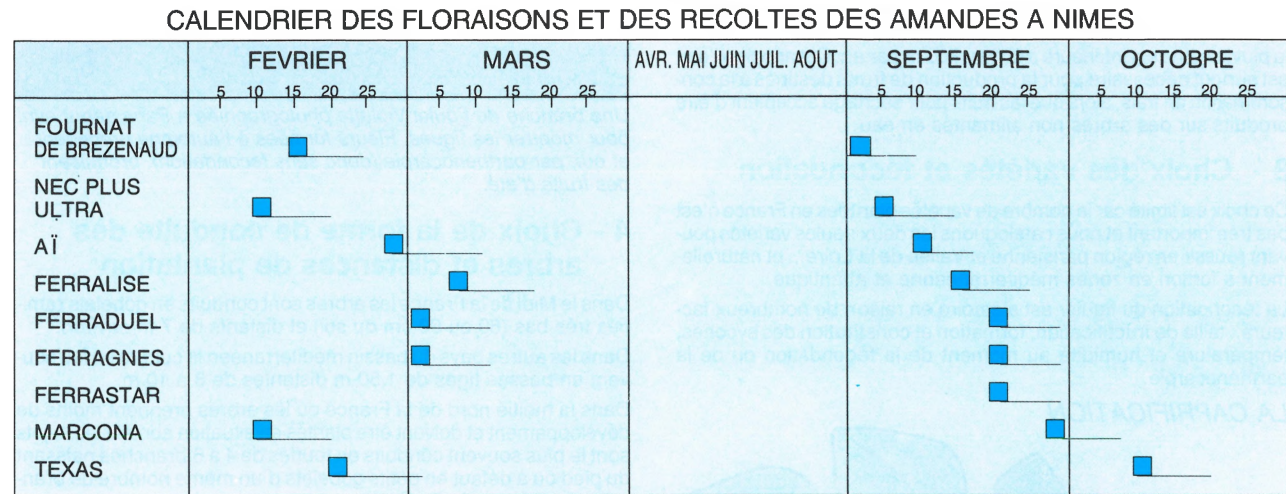 CALENDRIER DES FLORAISONS ET DES RECOLTES DES AMANDES A NIMES
FEVRIER MARS AVR. MAI JUIN JUIL. AOUT SEPTEMBRE OCTOBRE
5 10 15 20 25 5 10 15 20 25 5 10 15 20 25 5 10 15 20 25
FOURNAT
DE BREZENAUD
NEC PLUS
ULTRA
AÏ
FERRALISE
FERRADUEL
FERRAGNES
FERRASTAR
MARCONA
TEXAS